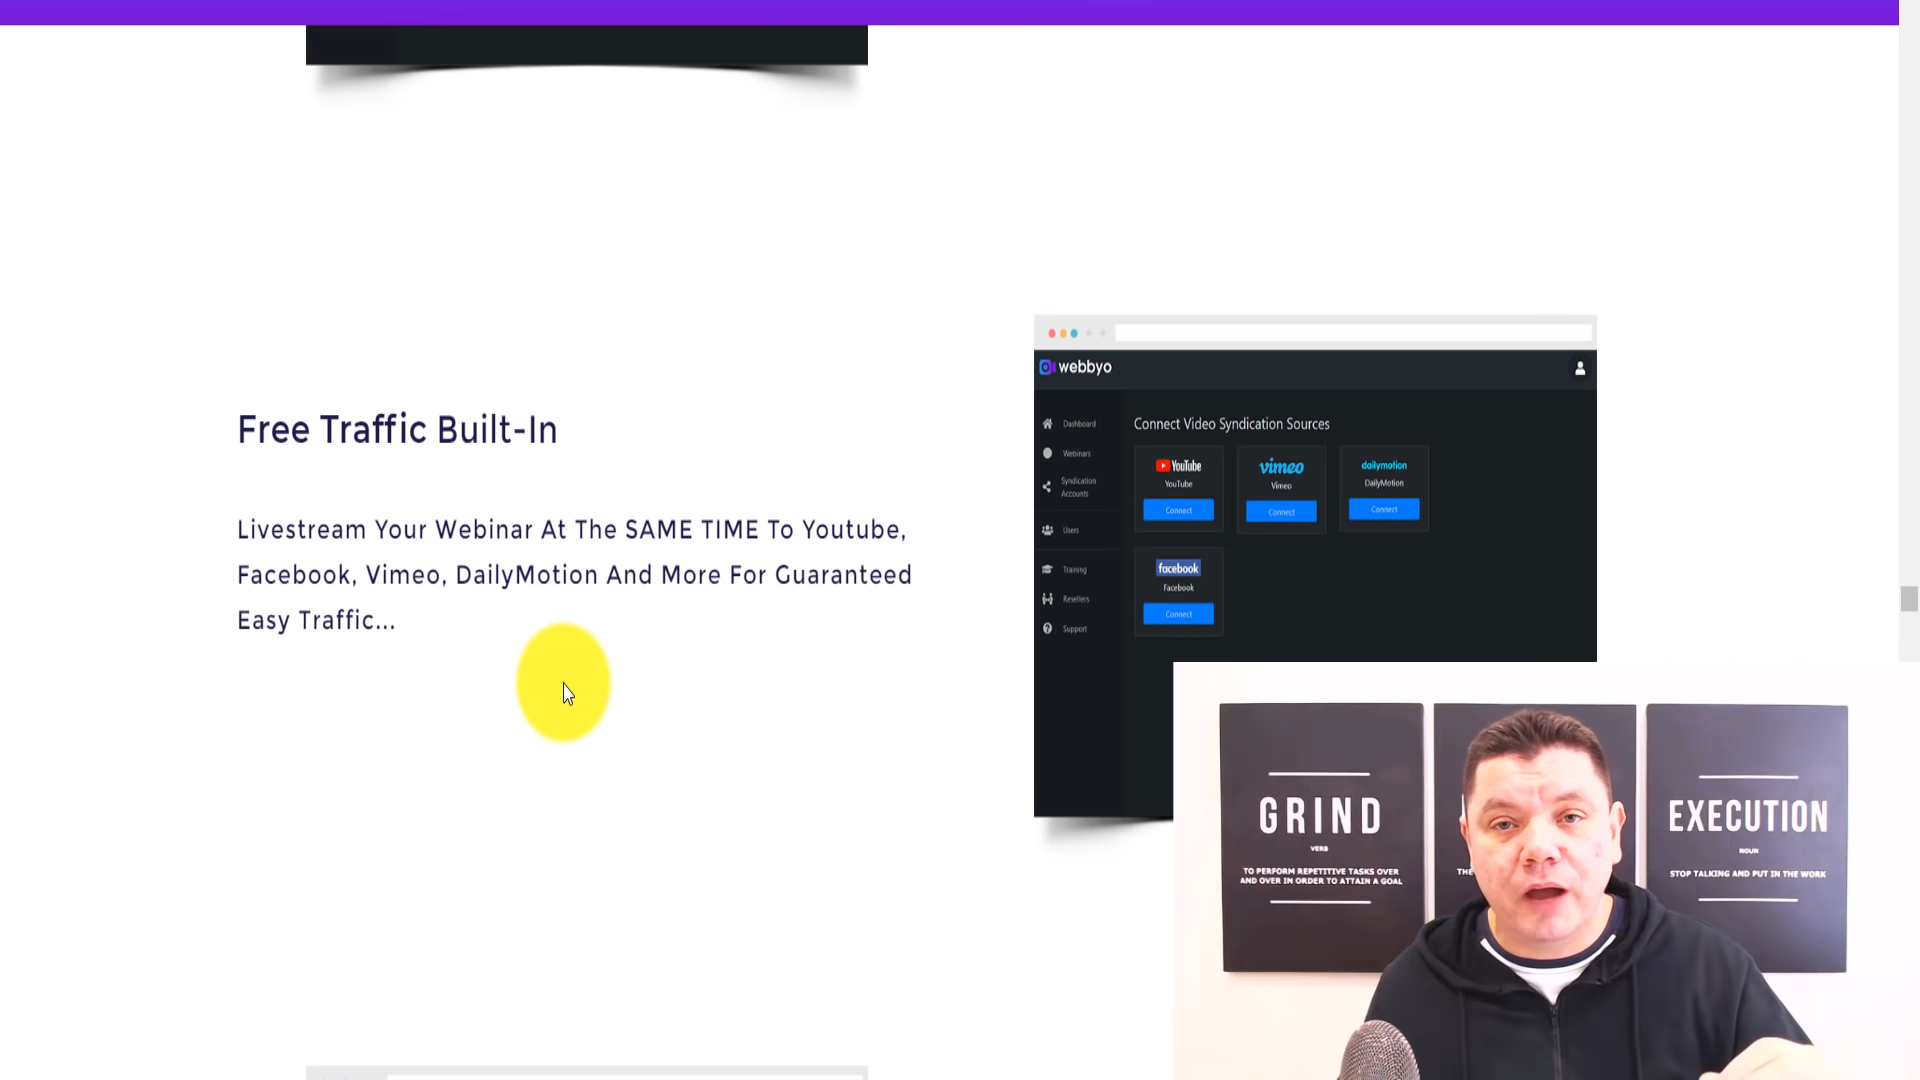 Free Traffic Built-In
Livestream Your Webinar At The SAME TIME To Youtube,
Facebook, Vimeo, DailyMotion And More For Guaranteed
Easy Traffic...
webbyo
Dashboard
Webinars
Syndication
Accounts
Users
Training
Resellers
Support
Connect Video Syndication Sources
YouTube
YouTube
Connect
vimeo
Vimeo
Connect
dailymotion
DailyMotion
Connect
facebook
Facebook
Connect
GRIND
VERB
TO PERFORM REPETITIVE TASKS OVER
AND OVER IN ORDER TO ATTAIN A GOAL
THE
EXECUTION
NOUN
STOP TALKING AND PUT IN THE WORK